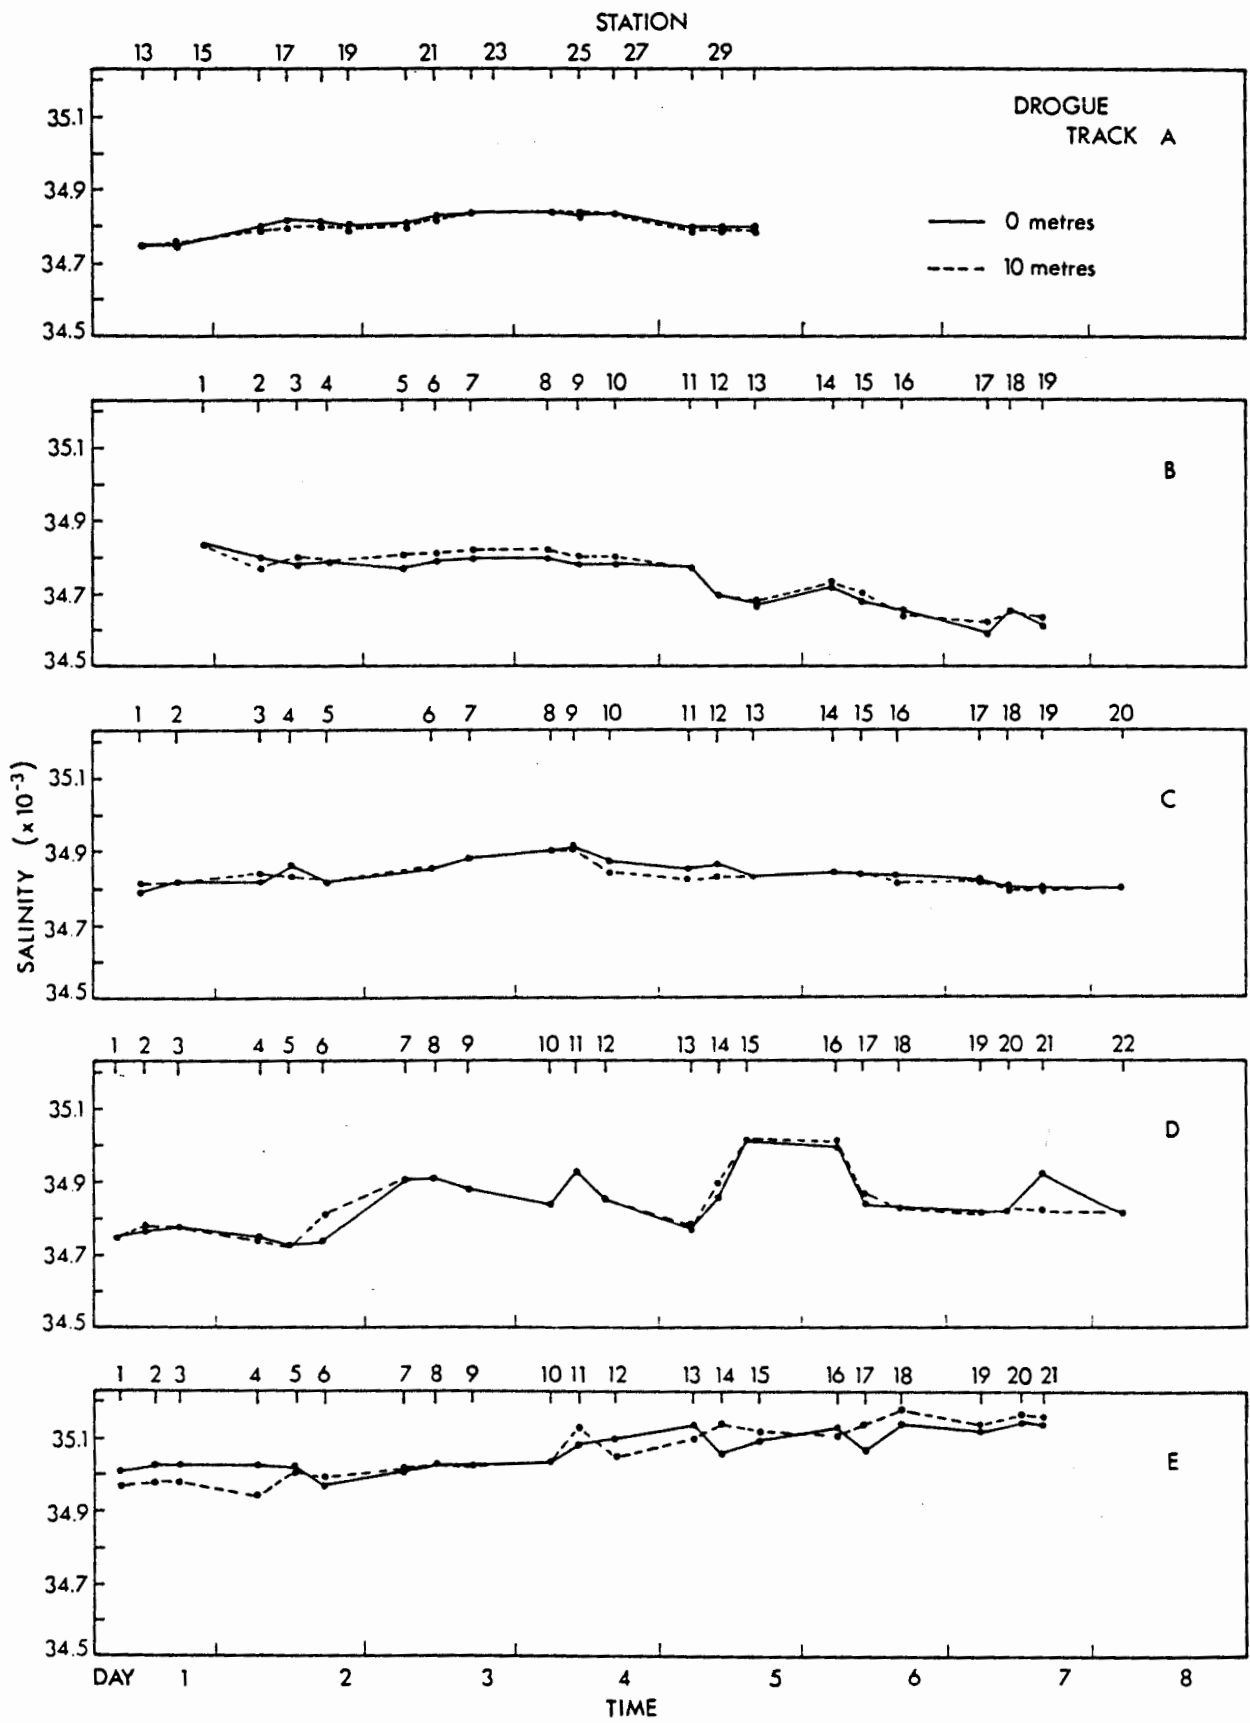 STATION
13 15 17 19 21 23 25 27 29
35.1
34.9
34.7
34.5
DROGUE
TRACK A
0 metres
10 metres
1 2 3 4 5 6 7 8 9 10 11 12 13 14 15 16 17 18 19
35.1
34.9
34.7
34.5
B
1 2 3 4 5 6 7 8 9 10 11 12 13 14 15 16 17 18 19 20
35.1
34.9
34.7
34.5
C
SALINITY (x 10⁻³)
1 2 3 4 5 6 7 8 9 10 11 12 13 14 15 16 17 18 19 20 21 22
35.1
34.9
34.7
34.5
D
1 2 3 4 5 6 7 8 9 10 11 12 13 14 15 16 17 18 19 20 21
35.1
34.9
34.7
34.5
E
DAY 1 2 3 4 5 6 7 8
TIME